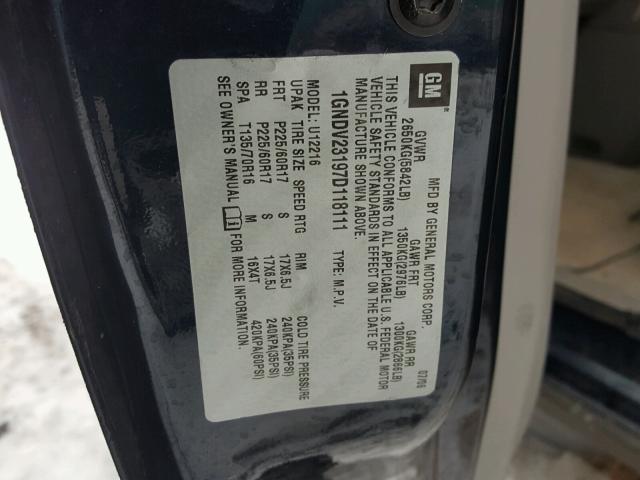 GM
MFD BY GENERAL MOTORS CORP. 07/06
GVWR GAWR FRT GAWR RR
2650KG(5842LB) 1350KG(2976LB) 1300KG(2866LB)
THIS VEHICLE CONFORMS TO ALL APPLICABLE U.S. FEDERAL MOTOR
VEHICLE SAFETY STANDARDS IN EFFECT ON THE DATE OF
MANUFACTURE SHOWN ABOVE.
1GNDV23197D118111 TYPE: M.P.V.
MODEL: U12216
UPAK TIRE SIZE SPEED RTG RIM COLD TIRE PRESSURE
FRT P225/60R17 S 17X6.5J 240KPA(35PSI)
RR P225/60R17 S 17X6.5J 240KPA(35PSI)
SPA T135/70R16 M 16X4T 420KPA(60PSI)
SEE OWNER'S MANUAL FOR MORE INFORMATION.